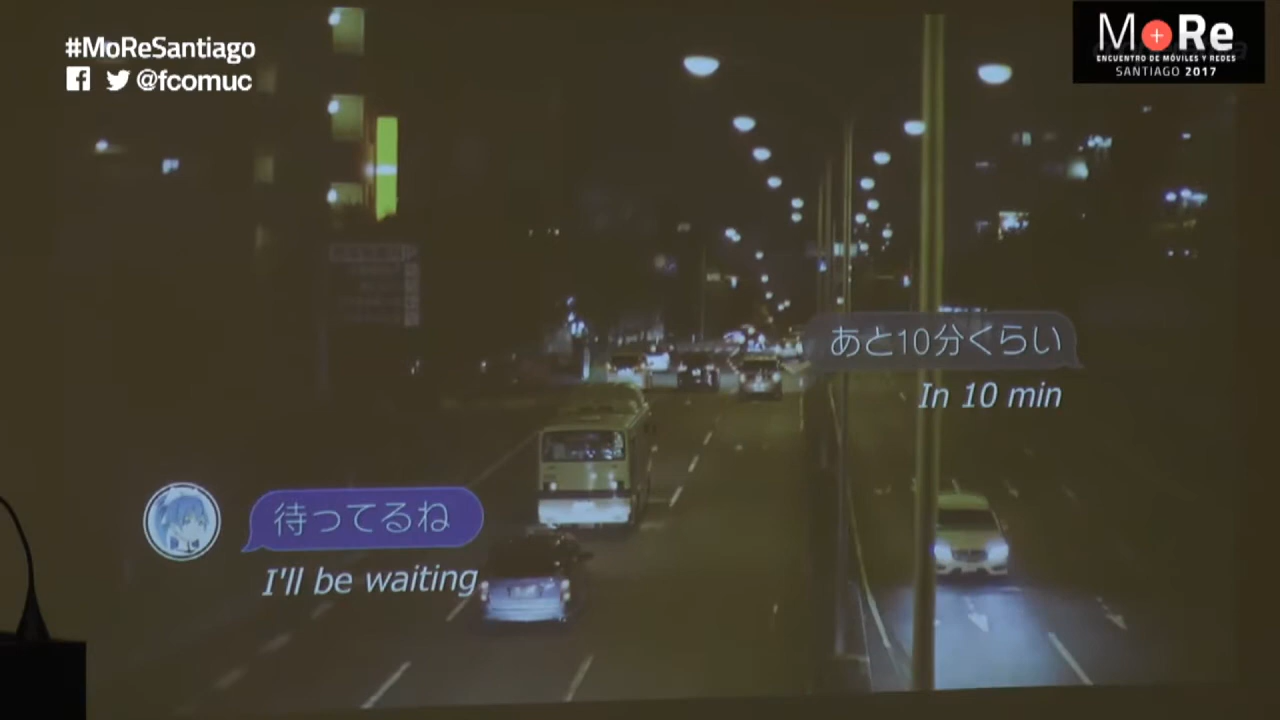 #MoReSantiago
@fcomuc
MoRe
ENCUENTRO DE MÓVILES Y REDES
SANTIAGO 2017
あと10分くらい
In 10 min
待ってるね
I'll be waiting